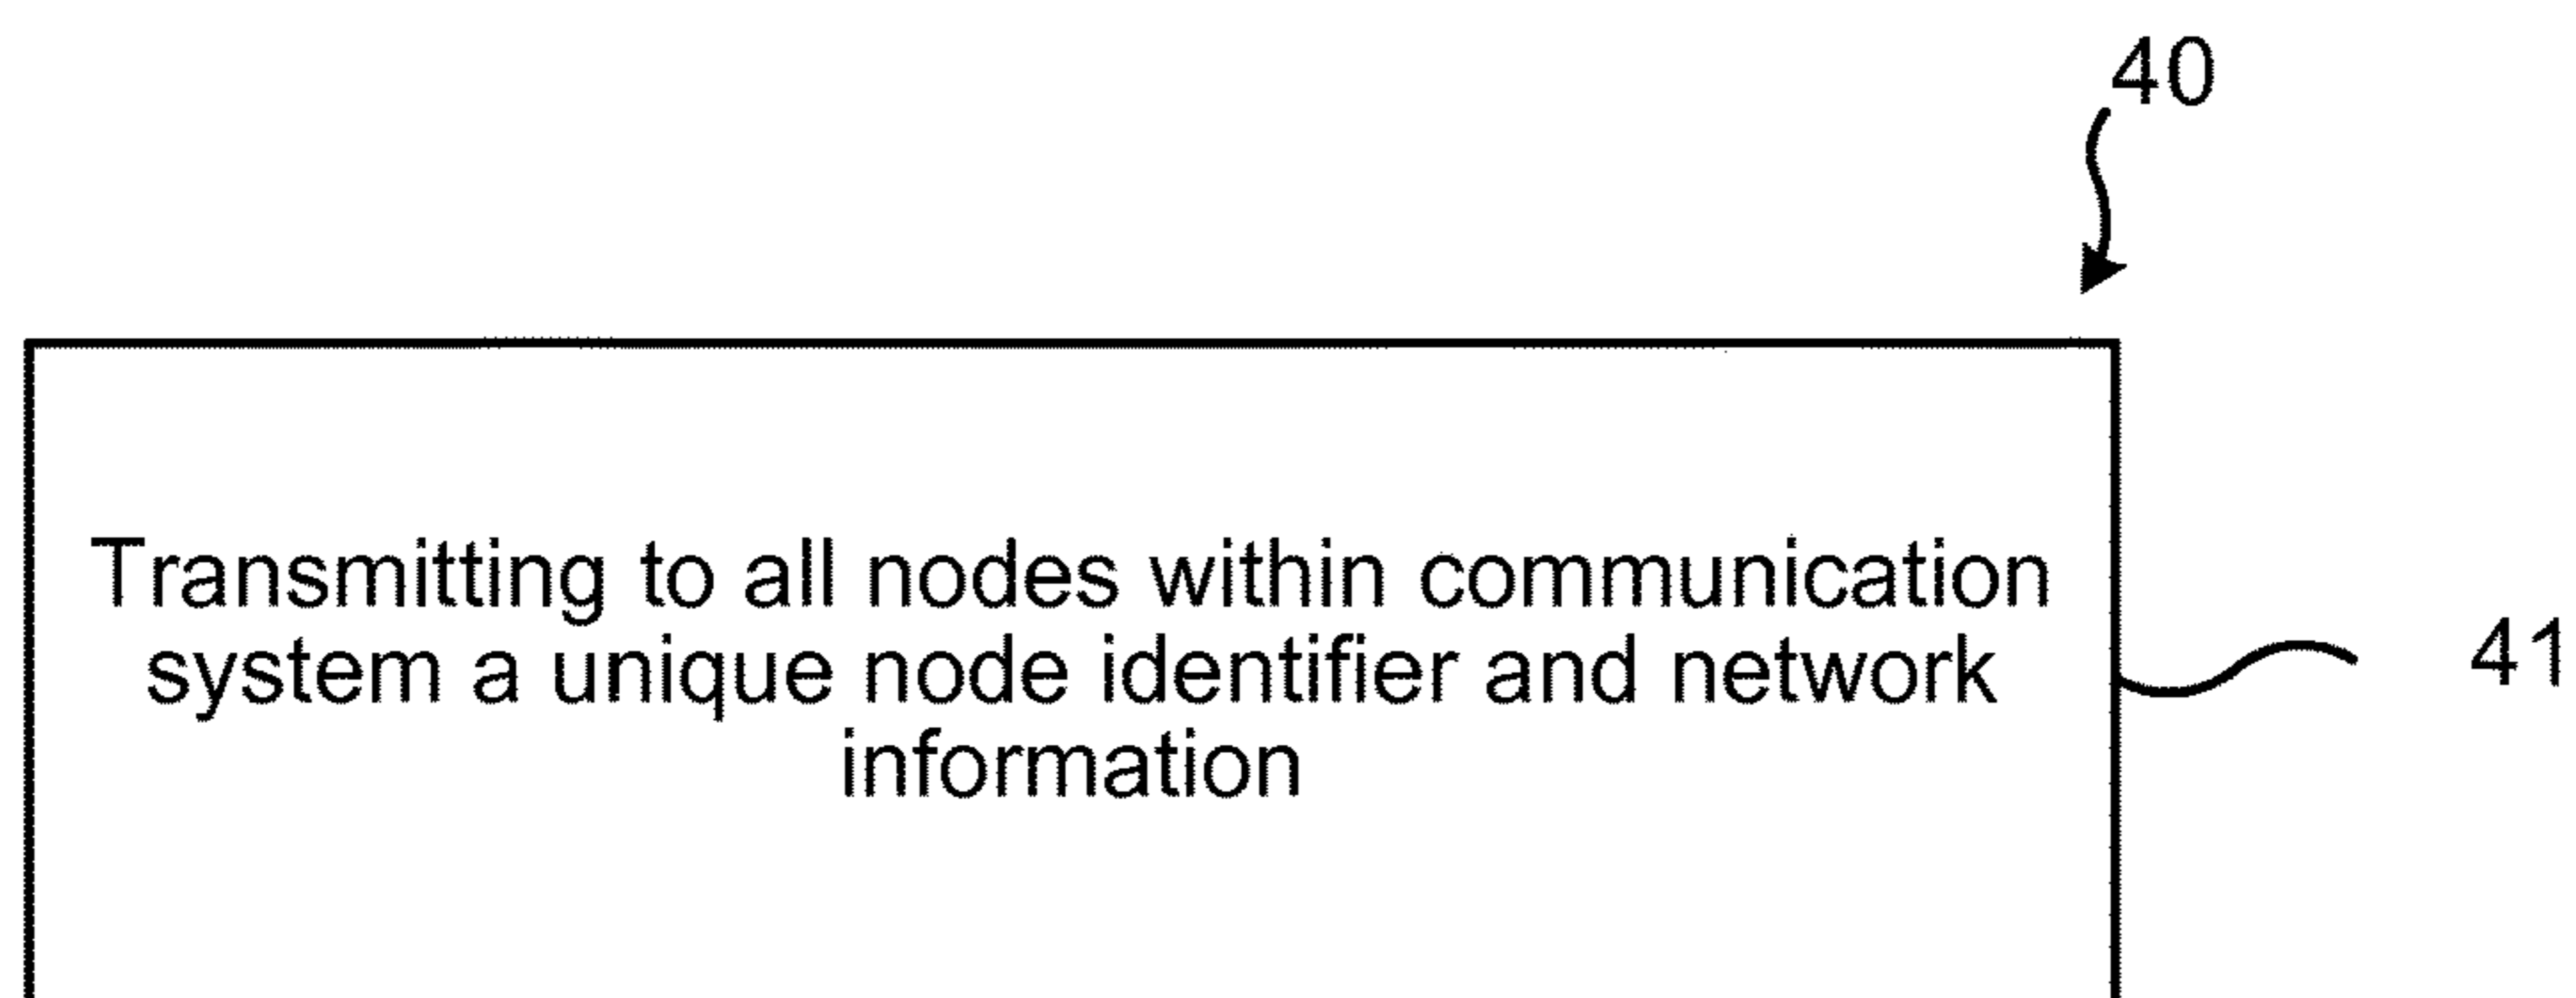 40
Transmitting to all nodes within communication
system a unique node identifier and network
information
41